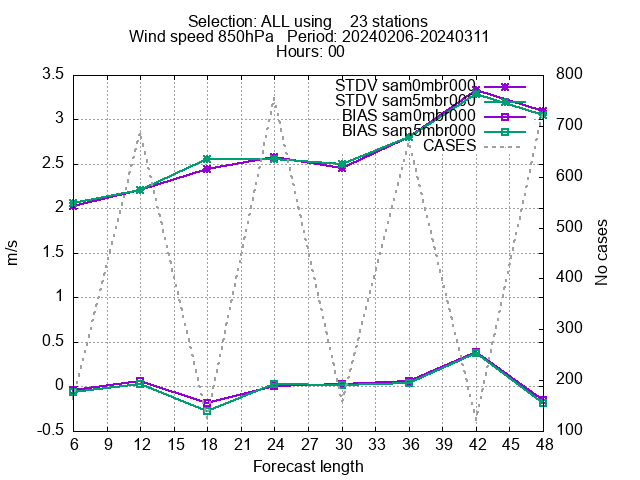 Selection: ALL using    23 stations
Wind speed 850hPa   Period: 20240206-20240311
Hours: 00
STDV sam0mbr000
STDV sam5mbr000
BIAS sam0mbr000
BIAS sam5mbr000
CASES
3.5
3
2.5
2
1.5
1
0.5
0
-0.5
m/s
800
700
600
500
400
300
200
100
No cases
6 9 12 15 18 21 24 27 30 33 36 39 42 45 48
Forecast length